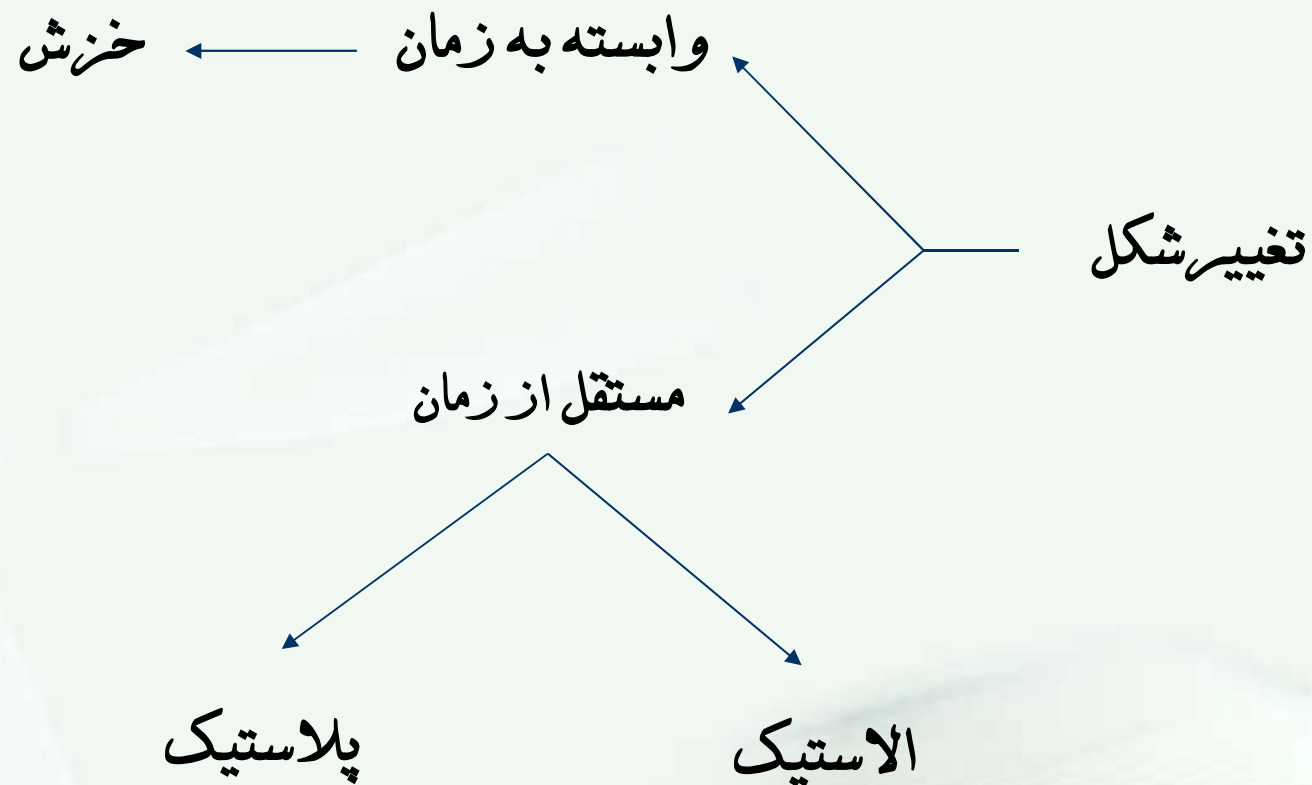 وابسته به زمان
خزش
تغییر شکل
مستقل از زمان
الاستیک
پلاستیک